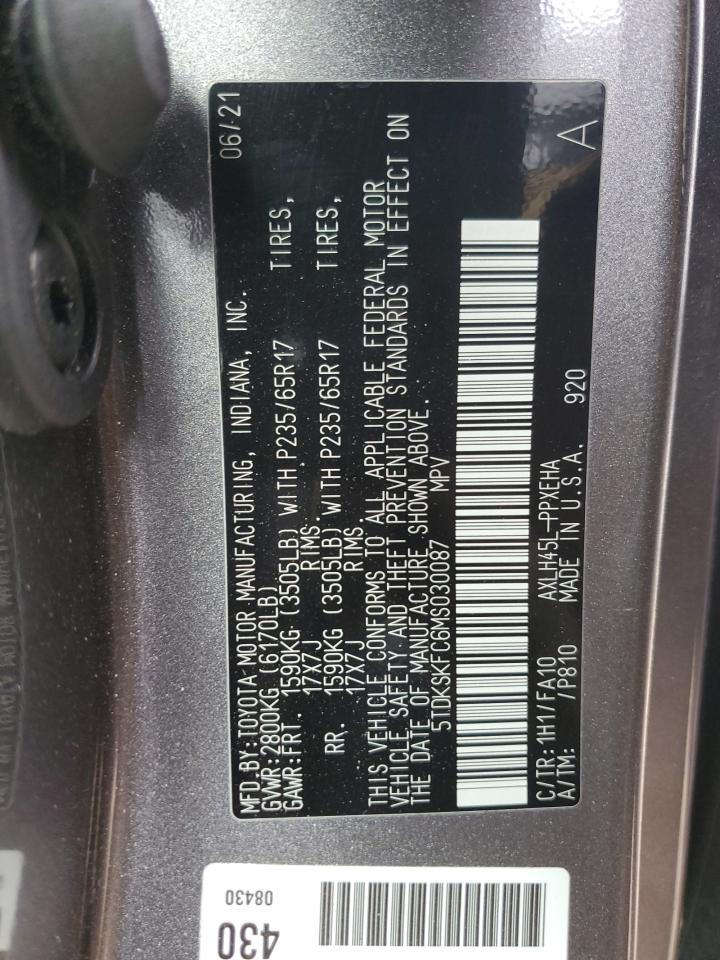 MFD.BY:TOYOTA MOTOR MANUFACTURING, INDIANA, INC. 06/21
GVWR:2800KG (6170LB)
GAWR:FRT. 1590KG (3505LB) WITH P235/65R17 TIRES,
17X7J RIMS.
RR. 1590KG (3505LB) WITH P235/65R17 TIRES,
17X7J RIMS.
THIS VEHICLE CONFORMS TO ALL APPLICABLE FEDERAL MOTOR
VEHICLE SAFETY AND THEFT PREVENTION STANDARDS IN EFFECT ON
THE DATE OF MANUFACTURE SHOWN ABOVE.
5TDKSKFC6MS030087 MPV
C/TR:1H1/FA10 AXLH45L-PPXEHA
A/TM: /P810 MADE IN U.S.A. 920 A
08430
430